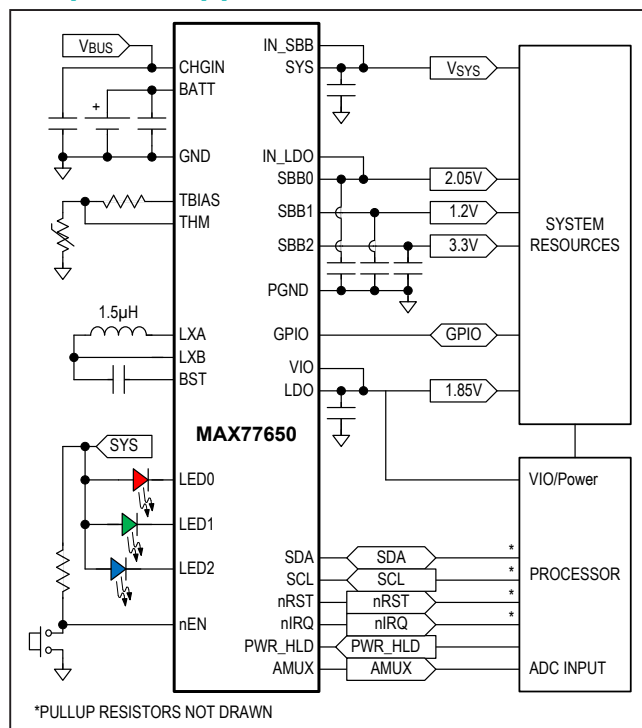 VBUS
CHGIN
BATT
+
GND
TBIAS
THM
1.5µH
LXA
LXB
BST
MAX77650
SYS
LED0
LED1
LED2
nEN
IN_SBB
SYS
VSYS
IN_LDO
SBB0
2.05V
SBB1
1.2V
SBB2
3.3V
PGND
GPIO
GPIO
VIO
LDO
1.85V
SYSTEM
RESOURCES
VIO/Power
SDA
SDA
*
SCL
SCL
*
PROCESSOR
nRST
nRST
*
nIRQ
nIRQ
*
PWR_HLD
PWR_HLD
AMUX
AMUX
ADC INPUT
*PULLUP RESISTORS NOT DRAWN